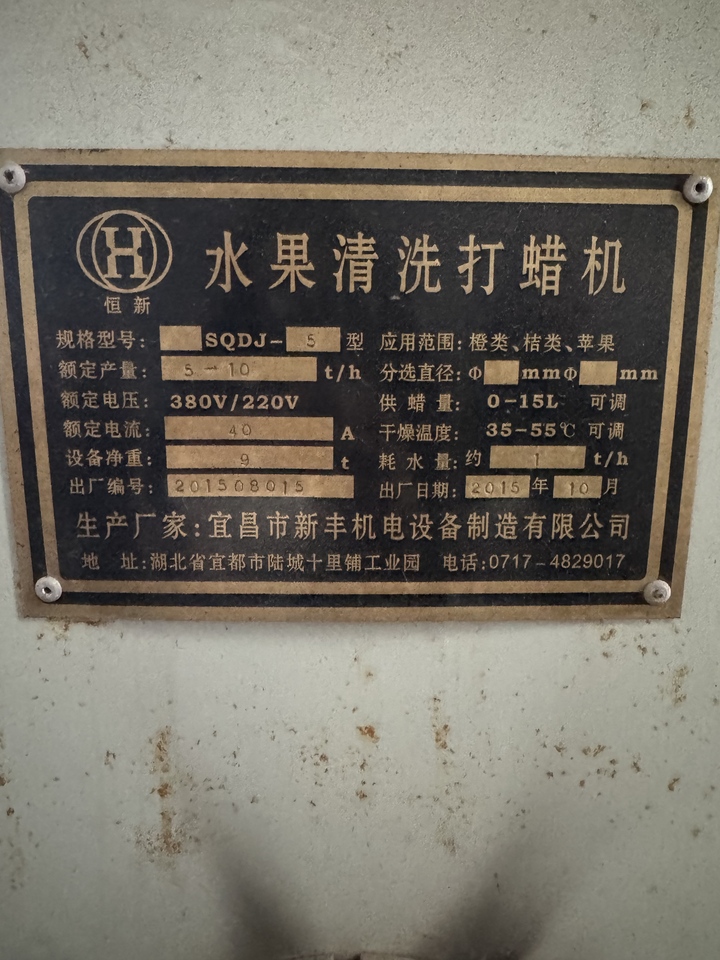 H
恒新
水果清洗打蜡机
规格型号: SQDJ-5型 应用范围: 橙类、桔类、苹果
额定产量: 5-10 t/h 分选直径: Φ mmΦ mm
额定电压: 380V/220V 供蜡量: 0-15L 可调
额定电流: 40 A 干燥温度: 35-55℃ 可调
设备净重: 9 t 耗水量: 约 1 t/h
出厂编号: 201508015 出厂日期: 2015年10月
生产厂家: 宜昌市新丰机电设备制造有限公司
地址: 湖北省宜都市陆城十里铺工业园 电话: 0717-4829017